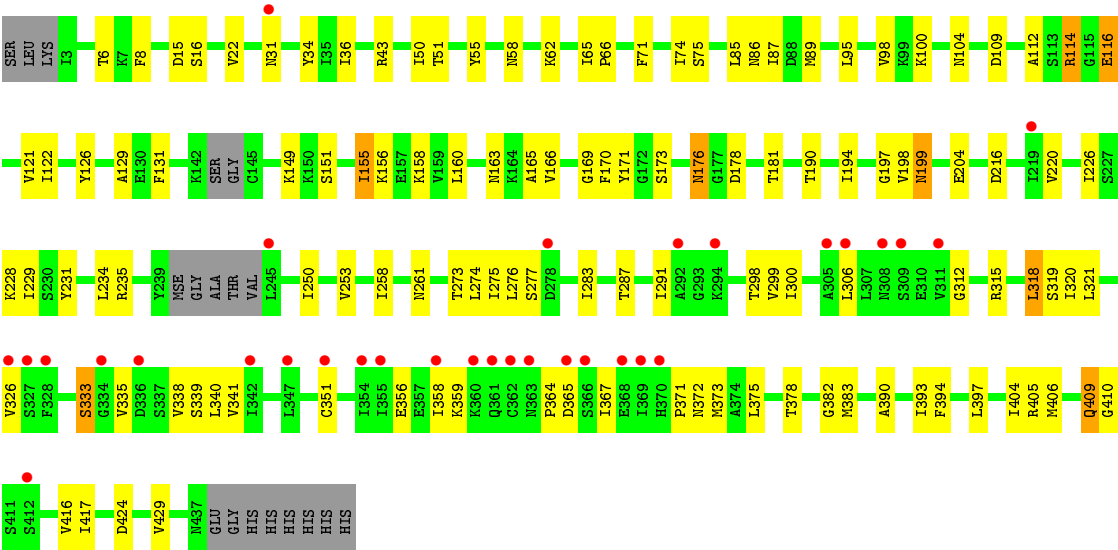 SER LEU LYS I3 T6 K7 F8 D15 S16 V22 N31 Y34 I35 I36 R43 I50 T51 Y55 N58 K62 I65 P66 F71 I74 S75 L85 N86 I87 D88 M89 L95 V98 K99 K100 N104 D109 A112 S113 R114 G115 E116
V121 I122 Y126 A129 E130 F131 K142 SER GLY C145 K149 K150 S151 I155 K156 E157 K158 V159 L160 N163 K164 A165 V166 G169 F170 Y171 G172 S173 N176 G177 D178 T181 T190 I194 G197 V198 N199 E204 D216 I219 V220 I226 S227
K228 I229 S230 Y231 L234 R235 Y239 MSE GLY ALA THR VAL L245 I250 V253 I258 N261 T273 L274 I275 L276 S277 D278 I283 T287 I291 A292 G293 K294 T298 V299 I300 A305 L306 L307 N308 S309 E310 V311 G312 R315 L318 S319 I320 L321
V326 S327 F328 S333 G334 V335 D336 S337 V338 S339 L340 V341 I342 L347 C351 I354 I355 E356 E357 I358 K359 K360 Q361 C362 N363 P364 D365 S366 I367 E368 I369 H370 P371 N372 M373 A374 L375 T378 G382 M383 A390 I393 F394 L397 I404 R405 M406 Q409 G410
S411 S412 V416 I417 D424 V429 N437 GLU GLY HIS HIS HIS HIS HIS HIS